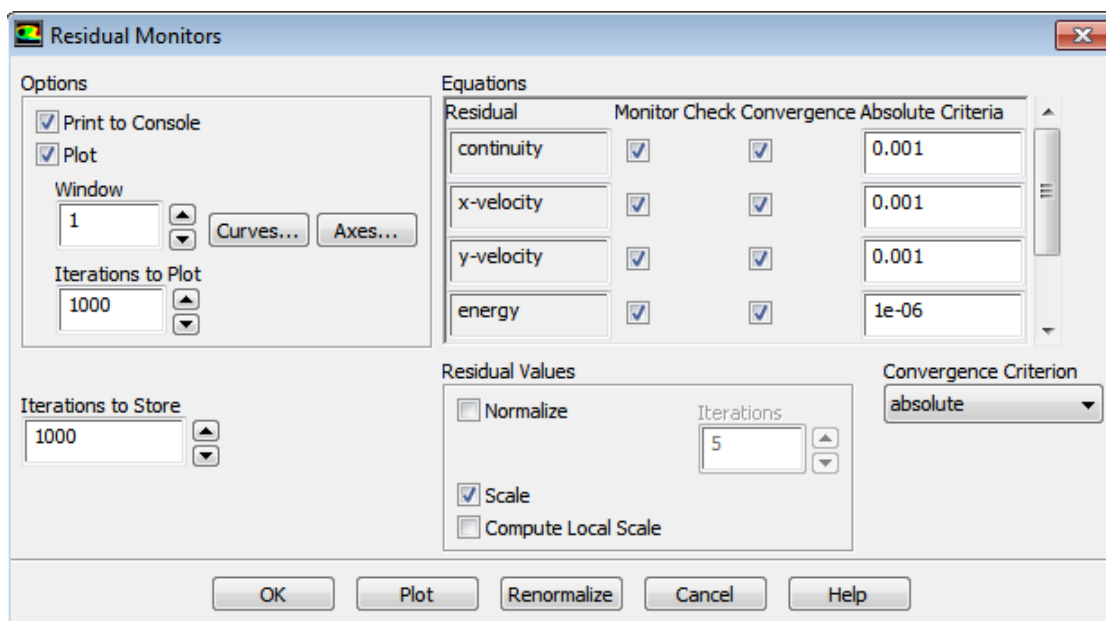 Residual Monitors
Options
Print to Console
Plot
Window
1
Curves...
Axes...
Iterations to Plot
1000
Iterations to Store
1000
Equations
Residual Monitor Check Convergence Absolute Criteria
continuity 0.001
x-velocity 0.001
y-velocity 0.001
energy 1e-06
Residual Values
Normalize
Iterations
5
Scale
Compute Local Scale
Convergence Criterion
absolute
OK Plot Renormalize Cancel Help